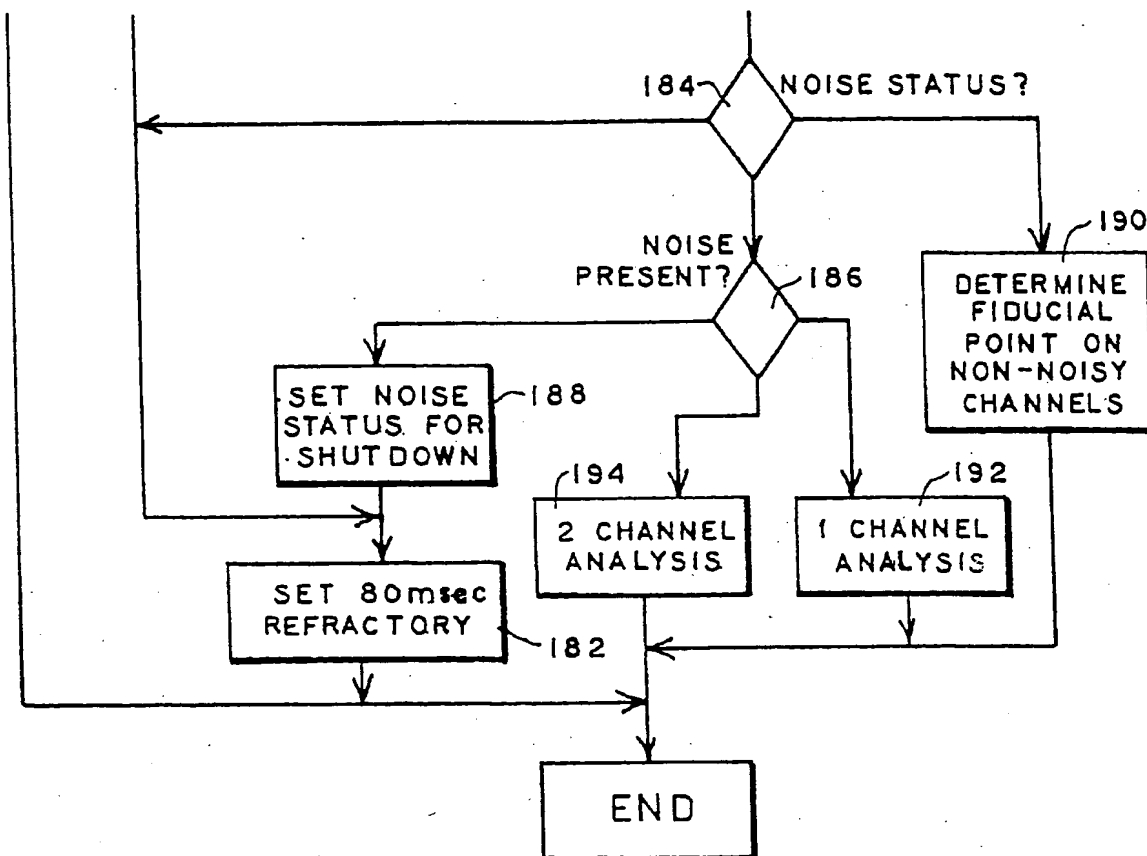 184
NOISE STATUS?
190
NOISE
PRESENT?
186
DETERMINE
FIDUCIAL
POINT ON
NON-NOISY
CHANNELS
SET NOISE
STATUS FOR
SHUTDOWN
188
194
2 CHANNEL
ANALYSIS
192
1 CHANNEL
ANALYSIS
SET 80msec
REFRACTORY
182
END